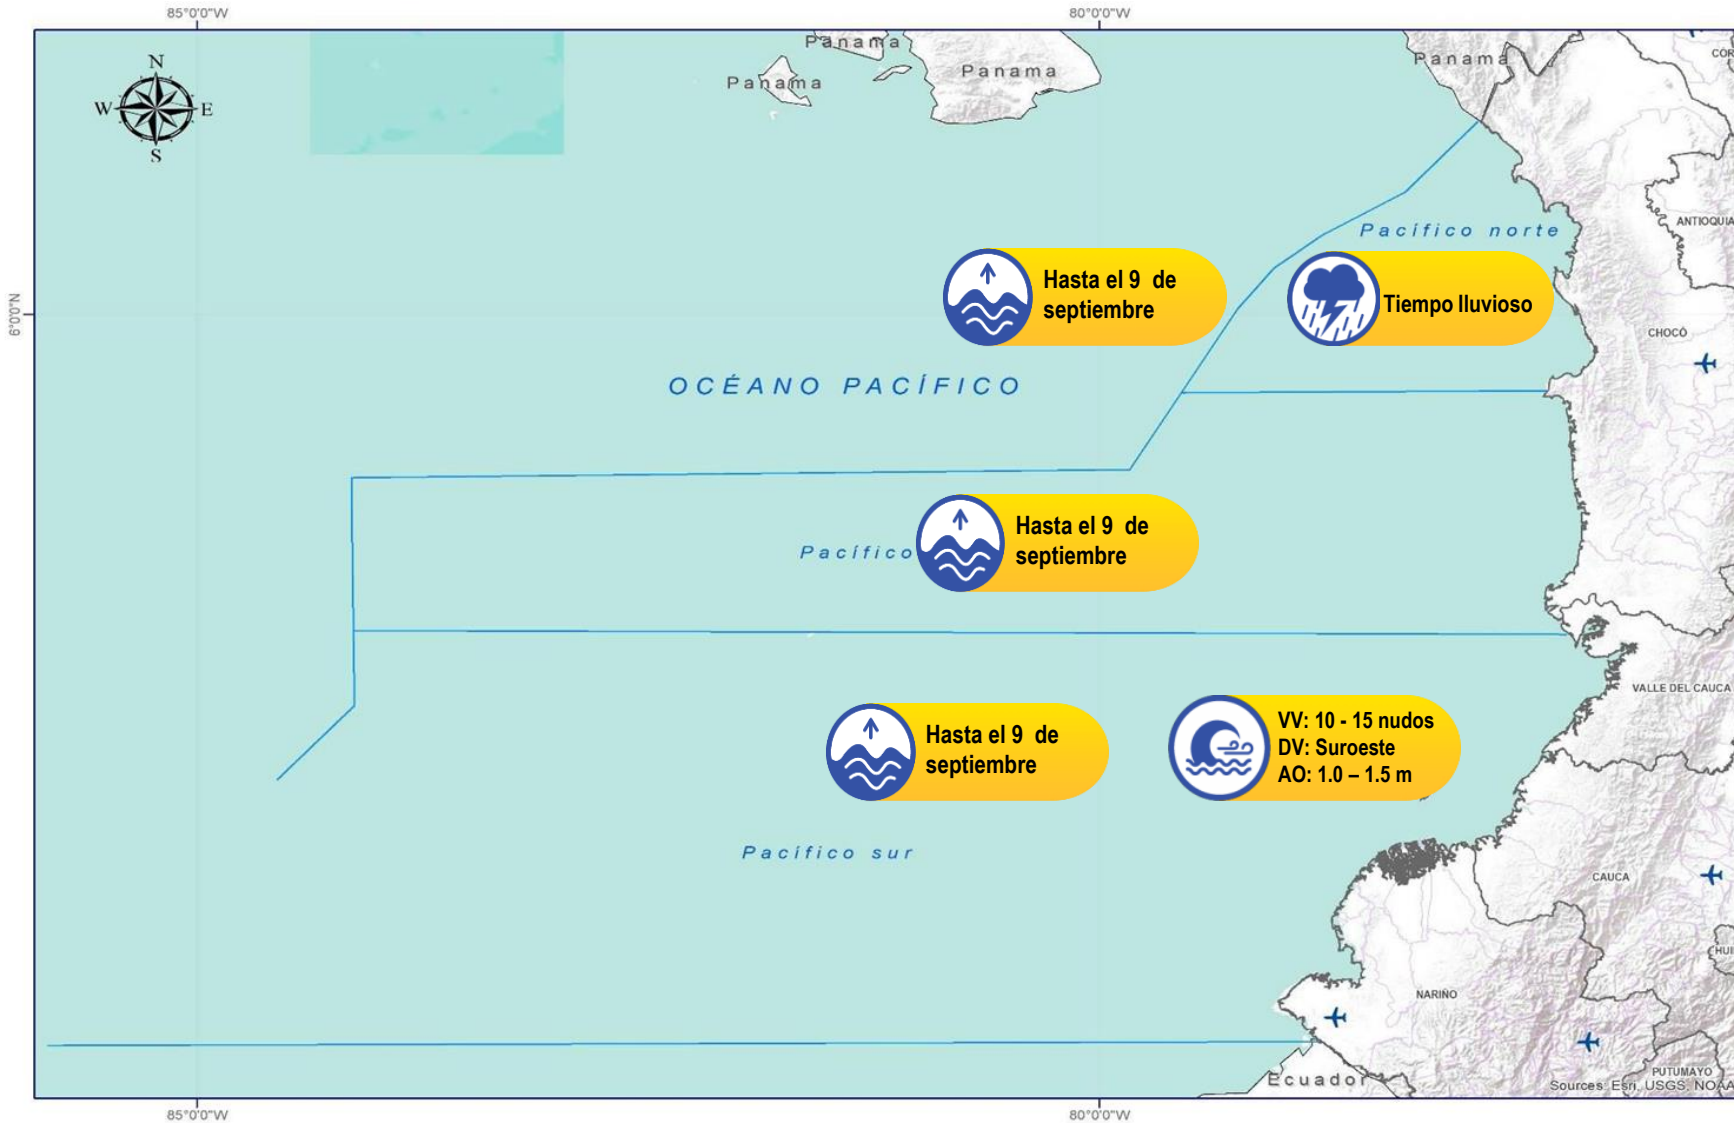 85°0'0"W
80°0'0"W
N
W
E
S
Panama
Panama
Panama
Panama
CÓR
ANTIOQUIA
Pacífico norte
Hasta el 9 de
septiembre
Tiempo lluvioso
6°0'0"N
CHOCÓ
OCÉANO PACÍFICO
Hasta el 9 de
septiembre
Pacífico
VALLE DEL CAUCA
Hasta el 9 de
septiembre
VV: 10 - 15 nudos
DV: Suroeste
AO: 1.0 – 1.5 m
Pacífico sur
CAUCA
HUI
NARIÑO
Ecuador
PUTUMAYO
Sources: Esri, USGS, NOAA
85°0'0"W
80°0'0"W